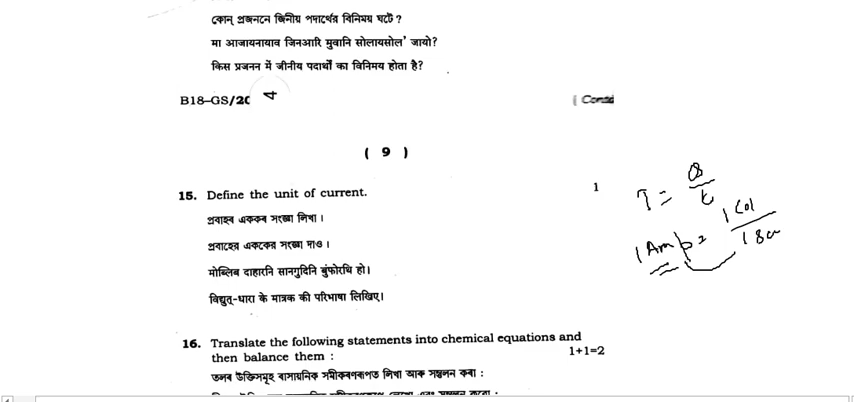 কোন্ প্ৰজননে জিনীয় পদার্থের বিনিময় ঘটে ?
मा आजायनायाव जिनआरि मुवानि सोलायसोल' जायो?
किस प्रजनन में जीनीय पदार्थों का विनिमय होता है?
B18–GS/20 4
( Contd
( 9 )
15. Define the unit of current. 1
প্ৰবাহৰ এককৰ সংজ্ঞা লিখা ।
প্রবাহের এককের সংজ্ঞা দাও ।
मोब्लिब दाहारनि सानगुदिनि बुंफोरथि हो।
विद्युत्-धारा के मात्रक की परिभाषा लिखिए।
I = Q/t
1 Amp = 1 Col / 1 Sec
16. Translate the following statements into chemical equations and
then balance them : 1+1=2
তলৰ উক্তিসমূহ ৰাসায়নিক সমীকৰণৰূপত লিখা আৰু সন্তুলন কৰা :